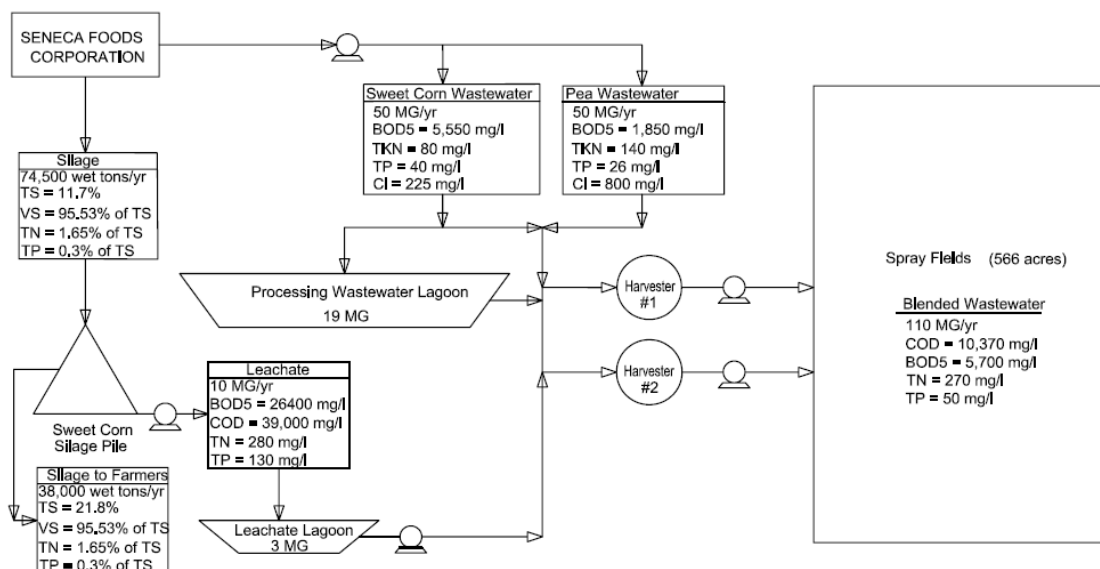 SENECA FOODS
CORPORATION
Sweet Corn Wastewater
50 MG/yr
BOD5 = 5,550 mg/l
TKN = 80 mg/l
TP = 40 mg/l
Cl = 225 mg/l
Pea Wastewater
50 MG/yr
BOD5 = 1,850 mg/l
TKN = 140 mg/l
TP = 26 mg/l
Cl = 800 mg/l
Silage
74,500 wet tons/yr
TS = 11.7%
VS = 95.53% of TS
TN = 1.65% of TS
TP = 0.3% of TS
Processing Wastewater Lagoon
19 MG
Harvester
#1
Harvester
#2
Spray Fields (566 acres)
Blended Wastewater
110 MG/yr
COD = 10,370 mg/l
BOD5 = 5,700 mg/l
TN = 270 mg/l
TP = 50 mg/l
Sweet Corn
Silage Pile
Leachate
10 MG/yr
BOD5 = 26400 mg/l
COD = 39,000 mg/l
TN = 280 mg/l
TP = 130 mg/l
Silage to Farmers
38,000 wet tons/yr
TS = 21.8%
VS = 95.53% of TS
TN = 1.65% of TS
TP = 0.3% of TS
Leachate Lagoon
3 MG